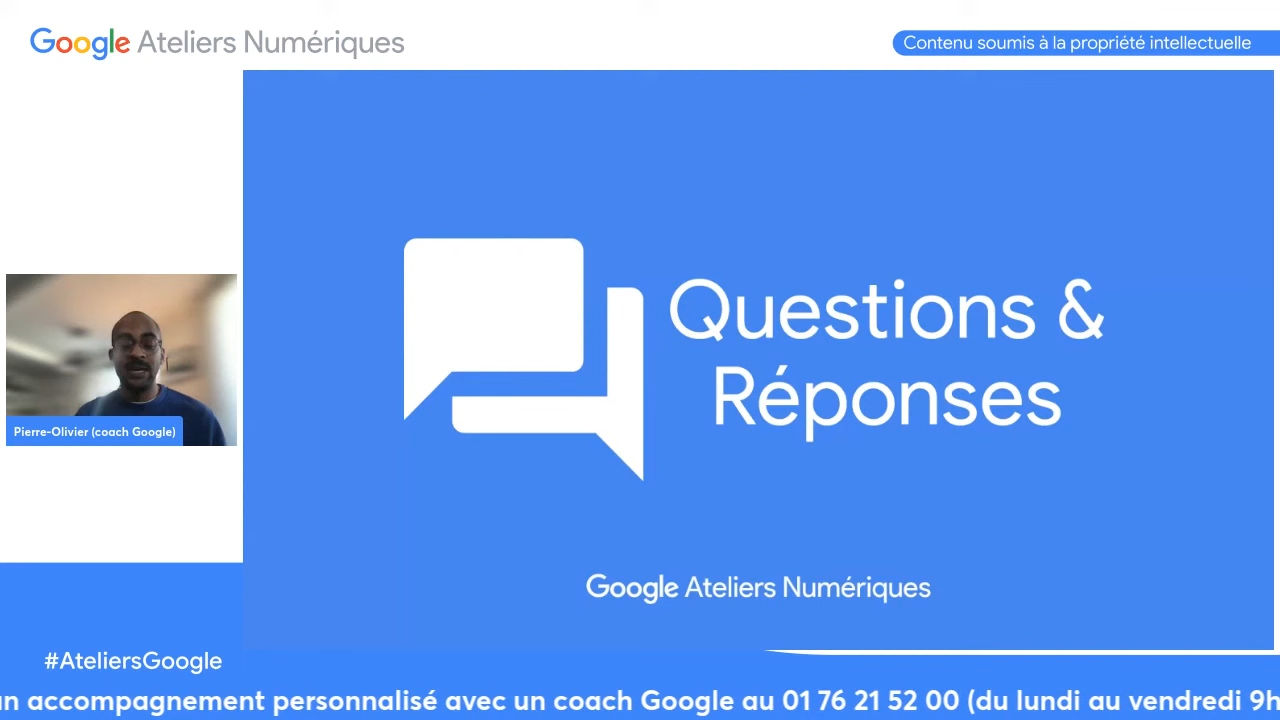 Google Ateliers Numériques
Contenu soumis à la propriété intellectuelle
Questions &
Réponses
Pierre-Olivier (coach Google)
Google Ateliers Numériques
#AteliersGoogle
accompagnement personnalisé avec un coach Google au 01 76 21 52 00 (du lundi au vendredi 9h